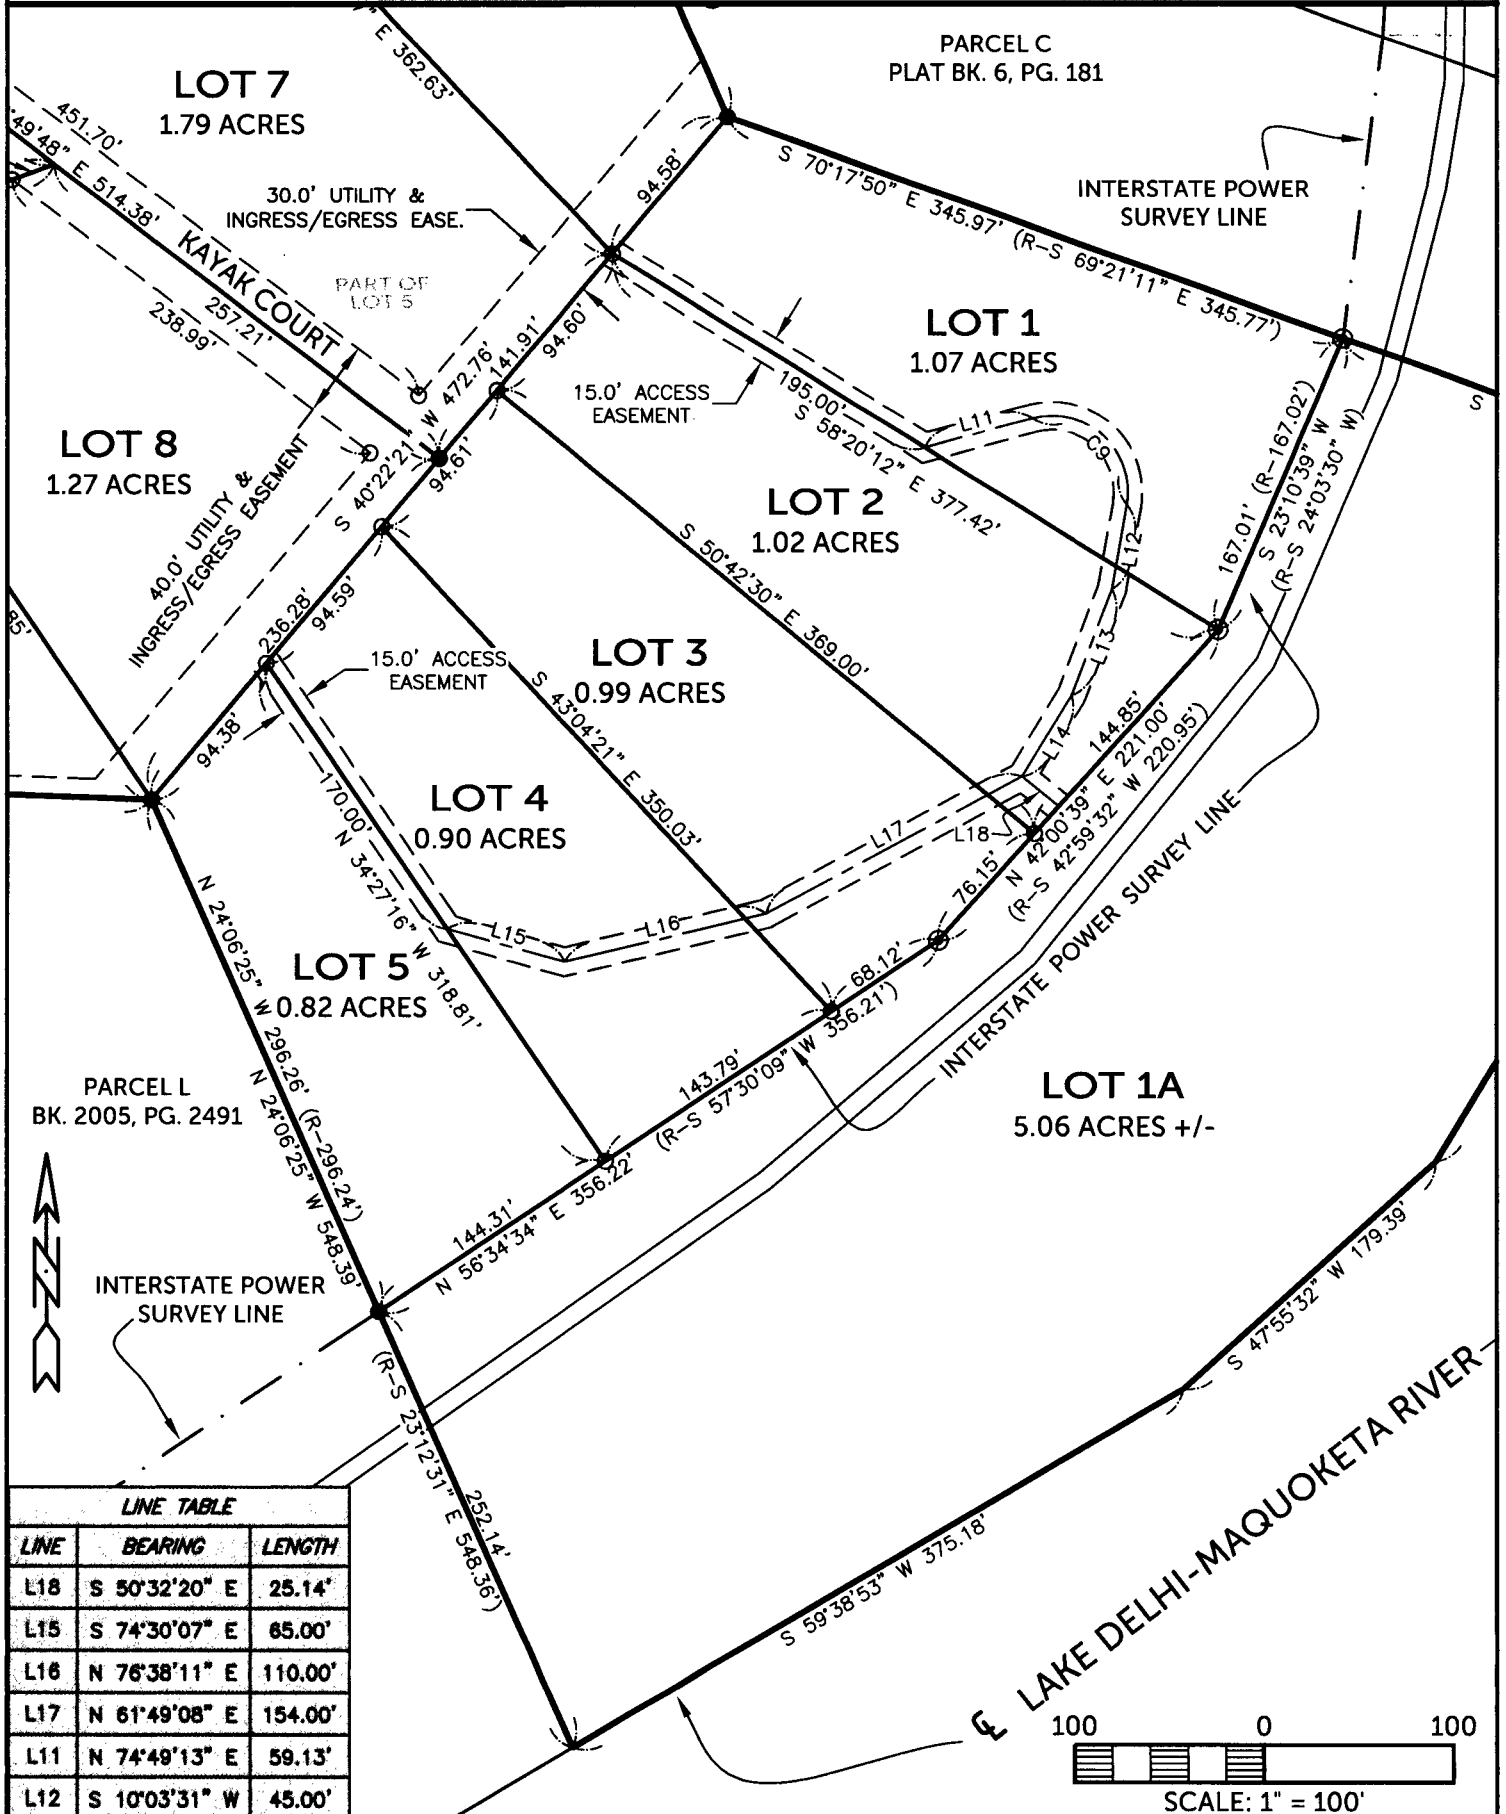 " E 362.63'
PARCEL C
PLAT BK. 6, PG. 181
LOT 7
1.79 ACRES
451.70'
°49'48" E 514.38'
94.58'
30.0' UTILITY &
INGRESS/EGRESS EASE.
S 70°17'50" E 345.97' (R-S 69°21'11" E 345.77')
INTERSTATE POWER
SURVEY LINE
KAYAK COURT
PART OF
LOT 5
257.21'
238.99'
S 40°22'21" W 472.76'
141.91'
94.60'
LOT 1
1.07 ACRES
15.0' ACCESS
EASEMENT
195.00'
S 58°20'12" E 377.42'
L11
C9
S
167.01' (R-167.02')
S 23°10'39" W
(R-S 24°03'30" W)
LOT 8
1.27 ACRES
40.0' UTILITY &
INGRESS/EGRESS EASEMENT
94.61'
LOT 2
1.02 ACRES
L12
S 50°42'30" E 369.00'
85'
236.28'
94.59'
LOT 3
0.99 ACRES
L13
15.0' ACCESS
EASEMENT
S 43°04'21" E 350.03'
94.38'
L14
144.85'
N 42°00'39" E 221.00'
(R-S 42°59'32" W 220.95')
170.00'
N 34°27'16" W 318.81'
LOT 4
0.90 ACRES
L17
L18
76.15'
INTERSTATE POWER SURVEY LINE
L15
L16
LOT 5
0.82 ACRES
68.12'
N 24°06'25" W 296.26' (R-296.24')
N 24°06'25" W 548.39'
143.79'
(R-S 57°30'09" W 356.21')
PARCEL L
BK. 2005, PG. 2491
LOT 1A
5.06 ACRES +/-
144.31'
N 56°34'34" E 356.22'
N
INTERSTATE POWER
SURVEY LINE
S 47°55'32" W 179.39'
(R-S 23°12'31" E 548.36')
252.14'
S 59°38'53" W 375.18'
℄ LAKE DELHI-MAQUOKETA RIVER
LINE TABLE
LINE BEARING LENGTH
L18 S 50°32'20" E 25.14'
L15 S 74°30'07" E 65.00'
L16 N 76°38'11" E 110.00'
L17 N 61°49'08" E 154.00'
L11 N 74°49'13" E 59.13'
L12 S 10°03'31" W 45.00'
100 0 100
SCALE: 1" = 100'